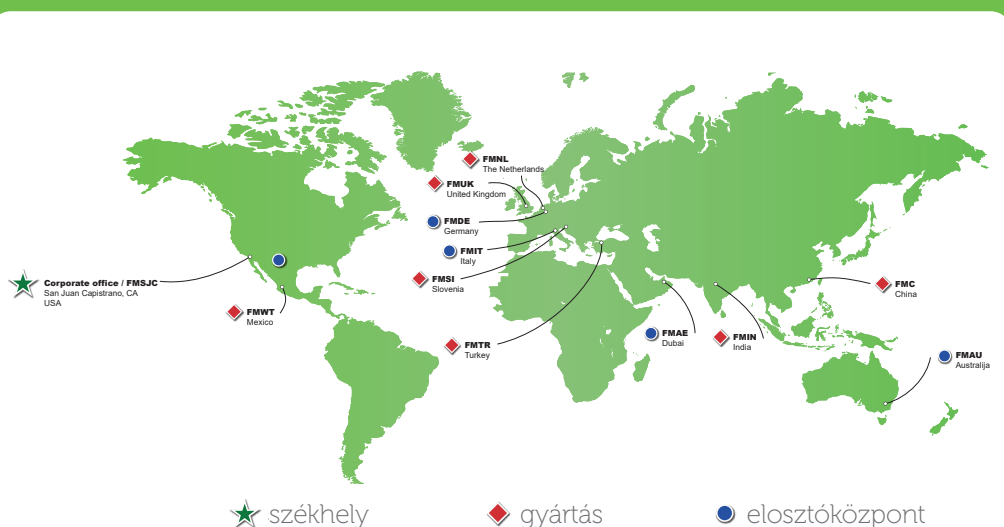 FMNL
The Netherlands
FMUK
United Kingdom
FMDE
Germany
FMIT
Italy
FMSI
Slovenia
Corporate office / FMSJC
San Juan Capistrano, CA
USA
FMWT
Mexico
FMTR
Turkey
FMAE
Dubai
FMIN
India
FMC
China
FMAU
Australija
székhely
gyártás
elosztóközpont